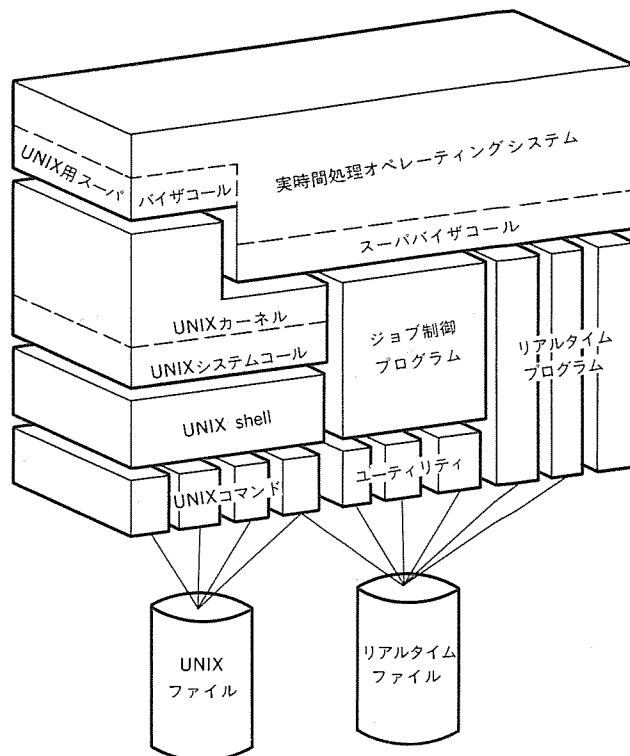 実時間処理オペレーティングシステム
UNIX用スーパ
バイザコール
スーパバイザコール
UNIXカーネル
UNIXシステムコール
ジョブ制御
プログラム
リアルタイム
プログラム
UNIX shell
UNIXコマンド
ユーティリティ
UNIX
ファイル
リアルタイム
ファイル